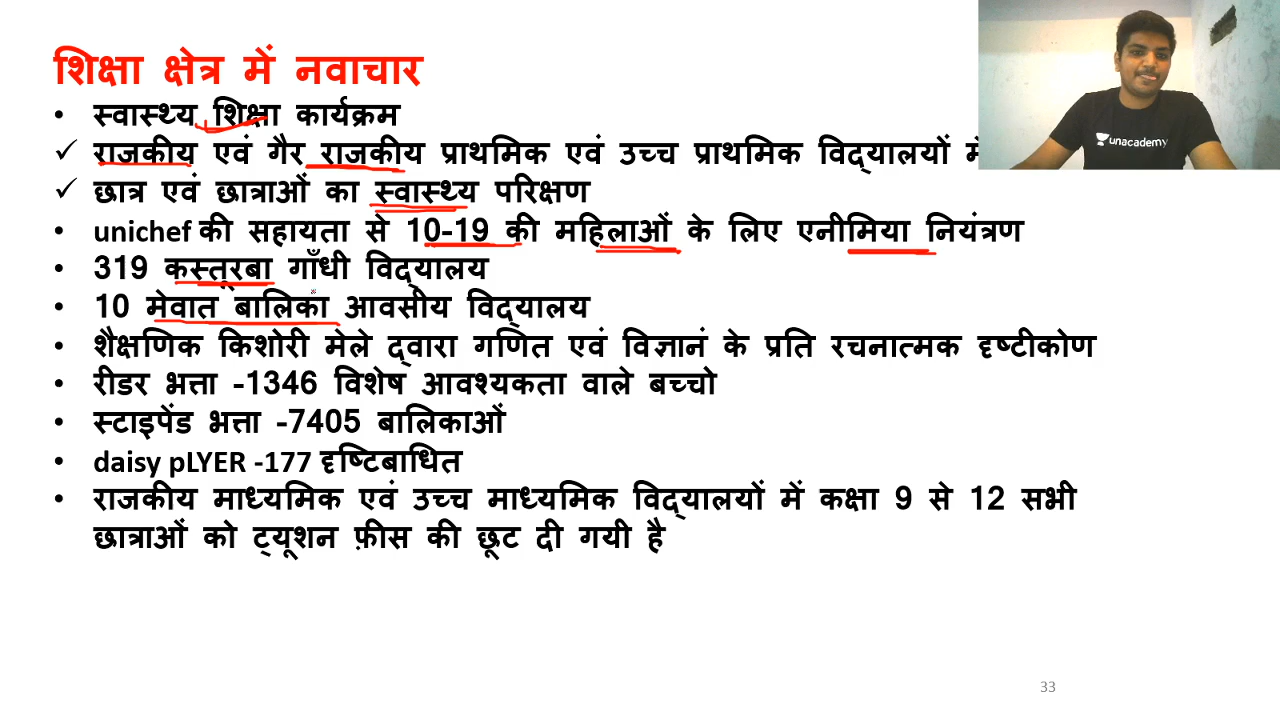 शिक्षा क्षेत्र में नवाचार
• स्वास्थ्य शिक्षा कार्यक्रम
✓ राजकीय एवं गैर राजकीय प्राथमिक एवं उच्च प्राथमिक विद्यालयों में
✓ छात्र एवं छात्राओं का स्वास्थ्य परिक्षण
• unichef की सहायता से 10-19 की महिलाओं के लिए एनीमिया नियंत्रण
• 319 कस्तूरबा गाँधी विद्यालय
• 10 मेवात बालिका आवसीय विद्यालय
• शैक्षणिक किशोरी मेले द्वारा गणित एवं विज्ञानं के प्रति रचनात्मक दृष्टीकोण
• रीडर भत्ता -1346 विशेष आवश्यकता वाले बच्चो
• स्टाइपेंड भत्ता -7405 बालिकाओं
• daisy pLYER -177 दृष्टिबाधित
• राजकीय माध्यमिक एवं उच्च माध्यमिक विद्यालयों में कक्षा 9 से 12 सभी
छात्राओं को ट्यूशन फ़ीस की छूट दी गयी है
unacademy
33